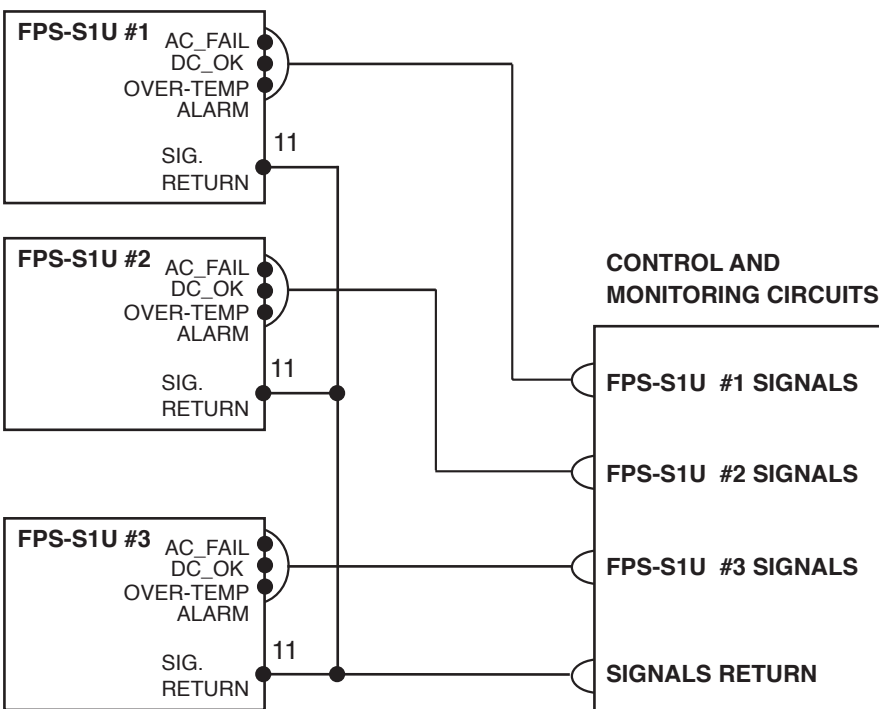 FPS-S1U #1
AC_FAIL
DC_OK
OVER-TEMP
ALARM
11
SIG.
RETURN
FPS-S1U #2
AC_FAIL
DC_OK
OVER-TEMP
ALARM
11
SIG.
RETURN
FPS-S1U #3
AC_FAIL
DC_OK
OVER-TEMP
ALARM
11
SIG.
RETURN
CONTROL AND
MONITORING CIRCUITS
FPS-S1U #1 SIGNALS
FPS-S1U #2 SIGNALS
FPS-S1U #3 SIGNALS
SIGNALS RETURN